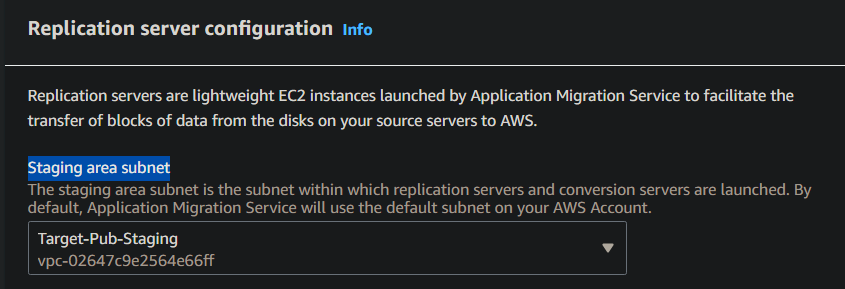 Replication server configuration Info
Replication servers are lightweight EC2 instances launched by Application Migration Service to facilitate the
transfer of blocks of data from the disks on your source servers to AWS.
Staging area subnet
The staging area subnet is the subnet within which replication servers and conversion servers are launched. By
default, Application Migration Service will use the default subnet on your AWS Account.
Target-Pub-Staging
vpc-02647c9e2564e66ff